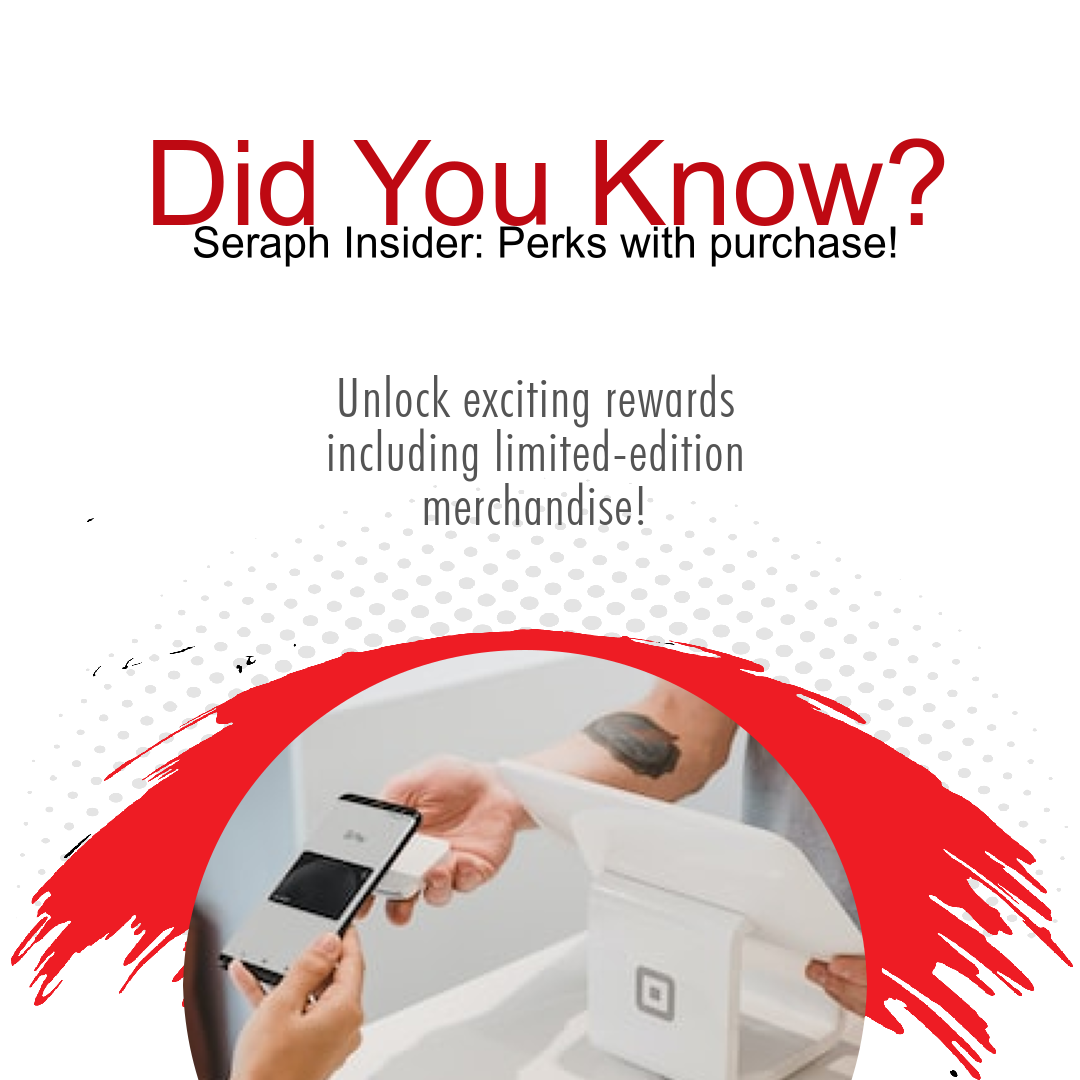 Did You Know?
Seraph Insider: Perks with purchase!
Unlock exciting rewards
including limited-edition
merchandise!